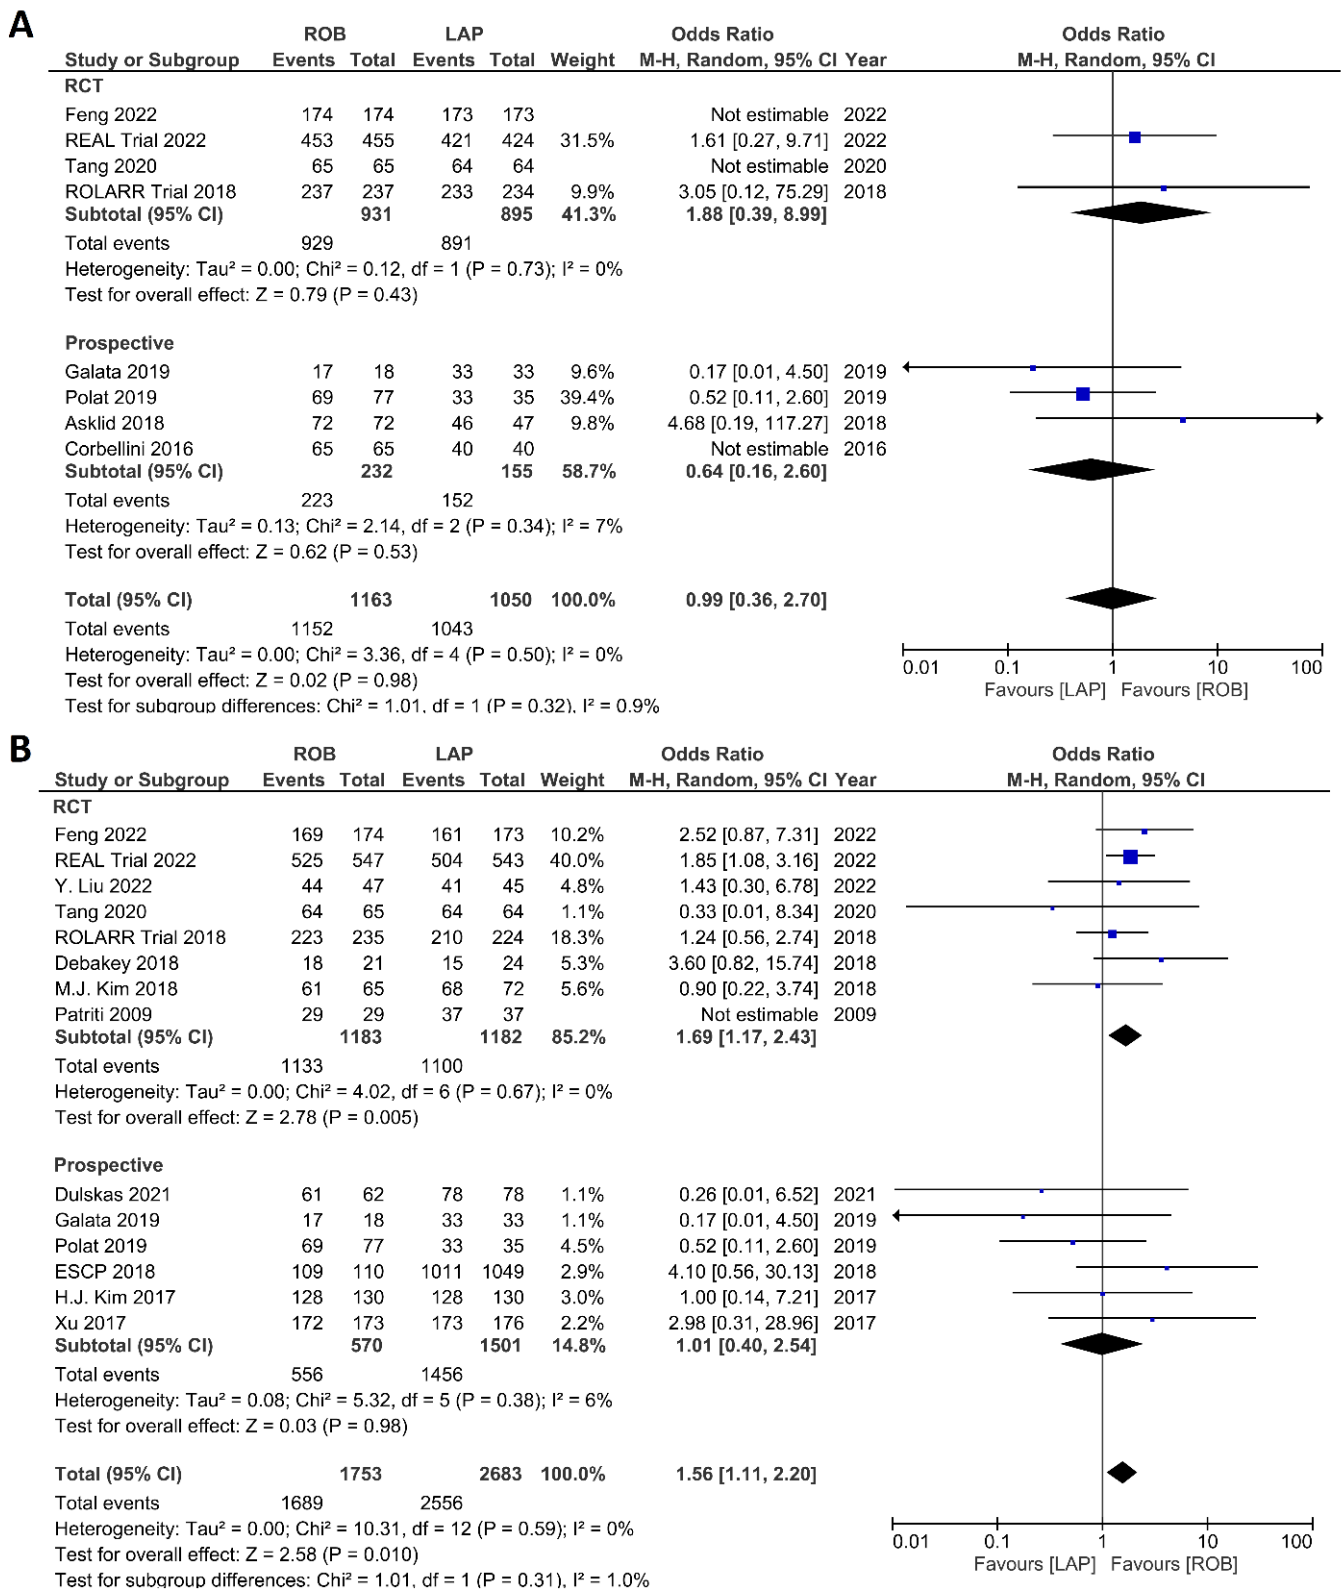 A
ROB LAP Odds Ratio Odds Ratio
Study or Subgroup Events Total Events Total Weight M-H, Random, 95% CI Year M-H, Random, 95% CI
RCT
Feng 2022 174 174 173 173 Not estimable 2022
REAL Trial 2022 453 455 421 424 31.5% 1.61 [0.27, 9.71] 2022
Tang 2020 65 65 64 64 Not estimable 2020
ROLARR Trial 2018 237 237 233 234 9.9% 3.05 [0.12, 75.29] 2018
Subtotal (95% CI) 931 895 41.3% 1.88 [0.39, 8.99]
Total events 929 891
Heterogeneity: Tau² = 0.00; Chi² = 0.12, df = 1 (P = 0.73); I² = 0%
Test for overall effect: Z = 0.79 (P = 0.43)
Prospective
Galata 2019 17 18 33 33 9.6% 0.17 [0.01, 4.50] 2019
Polat 2019 69 77 33 35 39.4% 0.52 [0.11, 2.60] 2019
Asklid 2018 72 72 46 47 9.8% 4.68 [0.19, 117.27] 2018
Corbellini 2016 65 65 40 40 Not estimable 2016
Subtotal (95% CI) 232 155 58.7% 0.64 [0.16, 2.60]
Total events 223 152
Heterogeneity: Tau² = 0.13; Chi² = 2.14, df = 2 (P = 0.34); I² = 7%
Test for overall effect: Z = 0.62 (P = 0.53)
Total (95% CI) 1163 1050 100.0% 0.99 [0.36, 2.70]
Total events 1152 1043
Heterogeneity: Tau² = 0.00; Chi² = 3.36, df = 4 (P = 0.50); I² = 0%
Test for overall effect: Z = 0.02 (P = 0.98)
Test for subgroup differences: Chi² = 1.01, df = 1 (P = 0.32), I² = 0.9%
0.01 0.1 1 10 100
Favours [LAP] Favours [ROB]
B
ROB LAP Odds Ratio Odds Ratio
Study or Subgroup Events Total Events Total Weight M-H, Random, 95% CI Year M-H, Random, 95% CI
RCT
Feng 2022 169 174 161 173 10.2% 2.52 [0.87, 7.31] 2022
REAL Trial 2022 525 547 504 543 40.0% 1.85 [1.08, 3.16] 2022
Y. Liu 2022 44 47 41 45 4.8% 1.43 [0.30, 6.78] 2022
Tang 2020 64 65 64 64 1.1% 0.33 [0.01, 8.34] 2020
ROLARR Trial 2018 223 235 210 224 18.3% 1.24 [0.56, 2.74] 2018
Debakey 2018 18 21 15 24 5.3% 3.60 [0.82, 15.74] 2018
M.J. Kim 2018 61 65 68 72 5.6% 0.90 [0.22, 3.74] 2018
Patriti 2009 29 29 37 37 Not estimable 2009
Subtotal (95% CI) 1183 1182 85.2% 1.69 [1.17, 2.43]
Total events 1133 1100
Heterogeneity: Tau² = 0.00; Chi² = 4.02, df = 6 (P = 0.67); I² = 0%
Test for overall effect: Z = 2.78 (P = 0.005)
Prospective
Dulskas 2021 61 62 78 78 1.1% 0.26 [0.01, 6.52] 2021
Galata 2019 17 18 33 33 1.1% 0.17 [0.01, 4.50] 2019
Polat 2019 69 77 33 35 4.5% 0.52 [0.11, 2.60] 2019
ESCP 2018 109 110 1011 1049 2.9% 4.10 [0.56, 30.13] 2018
H.J. Kim 2017 128 130 128 130 3.0% 1.00 [0.14, 7.21] 2017
Xu 2017 172 173 173 176 2.2% 2.98 [0.31, 28.96] 2017
Subtotal (95% CI) 570 1501 14.8% 1.01 [0.40, 2.54]
Total events 556 1456
Heterogeneity: Tau² = 0.08; Chi² = 5.32, df = 5 (P = 0.38); I² = 6%
Test for overall effect: Z = 0.03 (P = 0.98)
Total (95% CI) 1753 2683 100.0% 1.56 [1.11, 2.20]
Total events 1689 2556
Heterogeneity: Tau² = 0.00; Chi² = 10.31, df = 12 (P = 0.59); I² = 0%
Test for overall effect: Z = 2.58 (P = 0.010)
Test for subgroup differences: Chi² = 1.01, df = 1 (P = 0.31), I² = 1.0%
0.01 0.1 1 10 100
Favours [LAP] Favours [ROB]